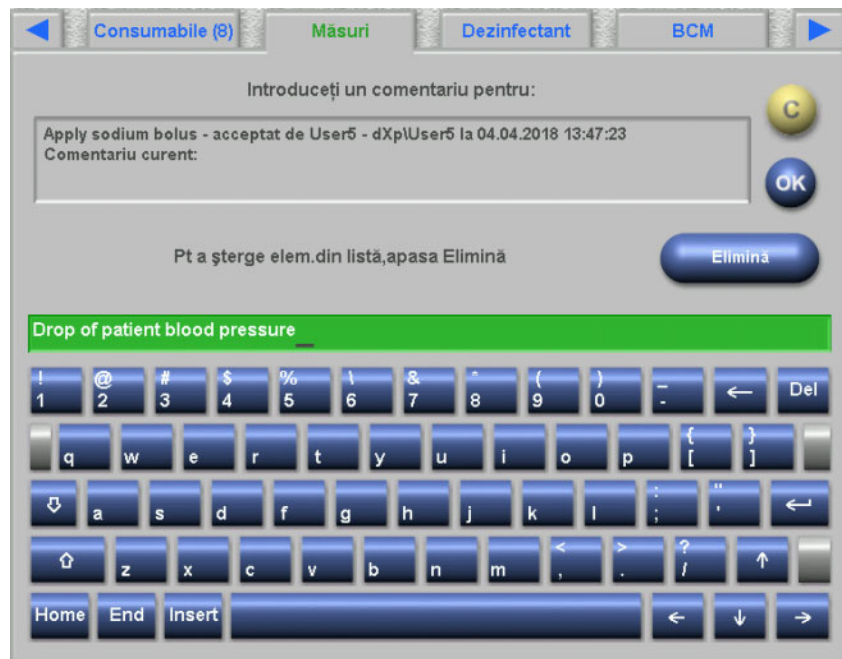 Consumabile (8) Măsuri Dezinfectant BCM
Introduceți un comentariu pentru:
C
Apply sodium bolus - acceptat de User5 - dXp\User5 la 04.04.2018 13:47:23
Comentariu curent:
OK
Pt a şterge elem.din listă,apasa Elimină
Elimină
Drop of patient blood pressure_
! @ # $ % \ & * ( ) _
1 2 3 4 5 6 7 8 9 0 - ← Del
{ }
q w e r t y u i o p [ ]
: "
a s d f g h j k l ; '
< > ?
z x c v b n m , . / ↑
Home End Insert ← ↓ →